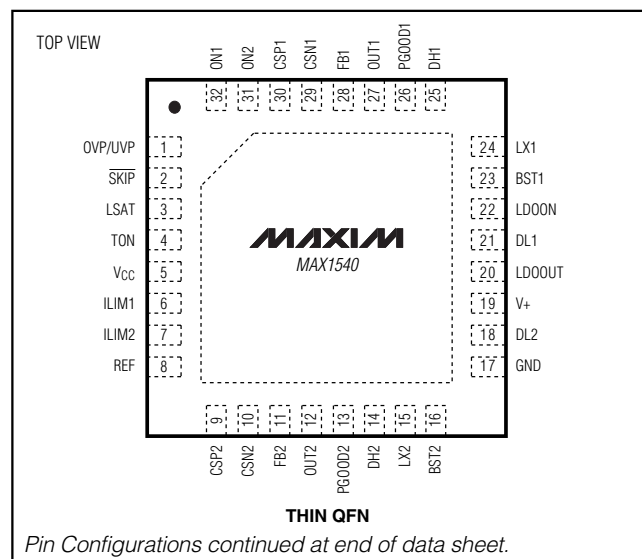 TOP VIEW
ON1
ON2
CSP1
CSN1
FB1
OUT1
PGOOD1
DH1
32
31
30
29
28
27
26
25
OVP/UVP 1
SKIP 2
LSAT 3
TON 4
VCC 5
ILIM1 6
ILIM2 7
REF 8
MAXIM
MAX1540
24 LX1
23 BST1
22 LDOON
21 DL1
20 LDOOUT
19 V+
18 DL2
17 GND
9
10
11
12
13
14
15
16
CSP2
CSN2
FB2
OUT2
PGOOD2
DH2
LX2
BST2
THIN QFN
Pin Configurations continued at end of data sheet.